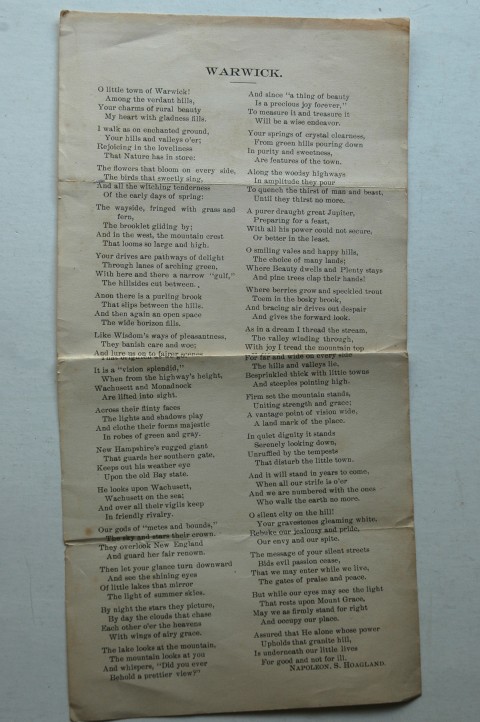 WARWICK.
O little town of Warwick!
Among the verdant hills,
Your charms of rural beauty
My heart with gladness fills.
I walk as on enchanted ground,
Your hills and valleys o'er;
Rejoicing in the loveliness
That Nature has in store:
The flowers that bloom on every side,
The birds that sweetly sing,
And all the witching tenderness
Of the early days of spring:
The wayside, fringed with grass and
fern,
The brooklet gliding by;
And in the west, the mountain crest
That looms so large and high.
Your drives are pathways of delight
Through lanes of arching green,
With here and there a narrow "gulf,"
The hillsides cut between.
Anon there is a purling brook
That slips between the hills.
And then again an open space
The wide horizon fills.
Like Wisdom's ways of pleasantness,
They banish care and woo;
And lure us on to fairer scenes
That
It is a "vision splendid,"
When from the highway's height,
Wachusett and Monadnock
Are lifted into sight.
Across their flinty faces
The lights and shadows play
And clothe their forms majestic
In robes of green and gray.
New Hampshire's rugged giant
That guards her southern gate,
Keeps out his weather eye
Upon the old Bay state.
He looks upon Wachusett,
Wachusett on the sea;
And over all their vigils keep
In friendly rivalry.
Our gods of "metes and bounds,"
The sky and stars their crown.
They overlook New England
And guard her fair renown.
Then let your glance turn downward
And see the shining eyes
Of little lakes that mirror
The light of summer skies.
By night the stars they picture,
By day the clouds that chase
Each other o'er the heavens
With wings of airy grace.
The lake looks at the mountain,
The mountain looks at you
And whispers, "Did you ever
Behold a prettier view?"
And since "a thing of beauty
Is a precious joy forever,"
To measure it and treasure it
Will be a wise endeavor.
Your springs of crystal clearness,
From green hills pouring down
In purity and sweetness,
Are features of the town.
Along the woodsy highways
In amplitude they pour
To quench the thirst of man and beast,
Until they thirst no more.
A purer draught great Jupiter,
Preparing for a feast,
With all his power could not secure,
Or better in the least.
O smiling vales and happy hills,
The choice of many lands;
Where Beauty dwells and Plenty stays
And pine trees clap their hands!
Where berries grow and speckled trout
Teem in the bosky brook,
And bracing air drives out despair
And gives the forward look.
As in a dream I thread the stream,
The valley winding through,
With joy I tread the mountain top
For far and wide on every side
The hills and valleys lie,
Besprinkled thick with little towns
And steeples pointing high.
Firm set the mountain stands,
Uniting strength and grace;
A vantage point of vision wide,
A land mark of the place.
In quiet dignity it stands
Serenely looking down,
Unruffled by the tempests
That disturb the little town.
And it will stand in years to come,
When all our strife is o'er
And we are numbered with the ones
Who walk the earth no more.
O silent city on the hill!
Your gravestones gleaming white,
Rebuke our jealousy and pride,
Our envy and our spite.
The message of your silent streets
Bids evil passion cease,
That we may enter while we live,
The gates of praise and peace.
But while our eyes may see the light
That rests upon Mount Grace,
May we as firmly stand for right
And occupy our place.
Assured that He alone whose power
Upholds that granite hill,
Is underneath our little lives
For good and not for ill.
NAPOLEON, S. HOAGLAND.